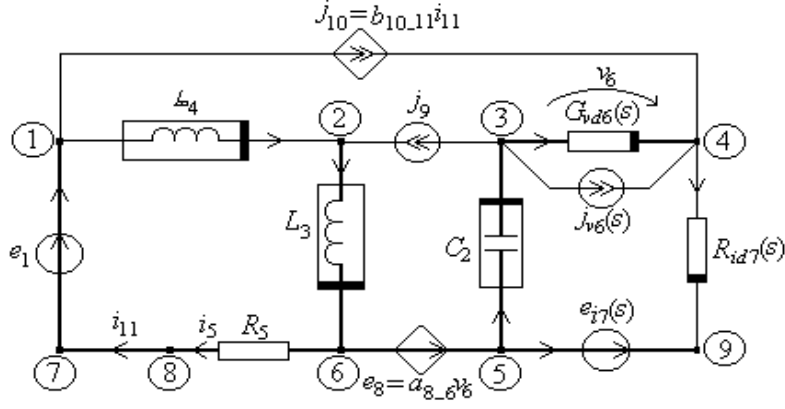 j10=b10_11i11
L4
j9
v6
Gvd6(s)
1
2
3
4
jv6(s)
L3
C2
Rid7(s)
e1
ei7(s)
i11
i5
R5
7
8
6
e8=a8_6v6
5
9